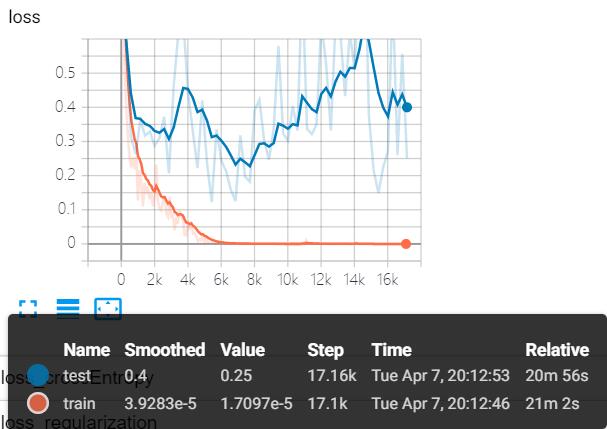 loss
0.5
0.4
0.3
0.2
0.1
0
0 2k 4k 6k 8k 10k 12k 14k 16k
Name Smoothed Value Step Time Relative
test 0.4 0.25 17.16k Tue Apr 7, 20:12:53 20m 56s
loss_crossEntropy
train 3.9283e-5 1.7097e-5 17.1k Tue Apr 7, 20:12:46 21m 2s
loss_regularization